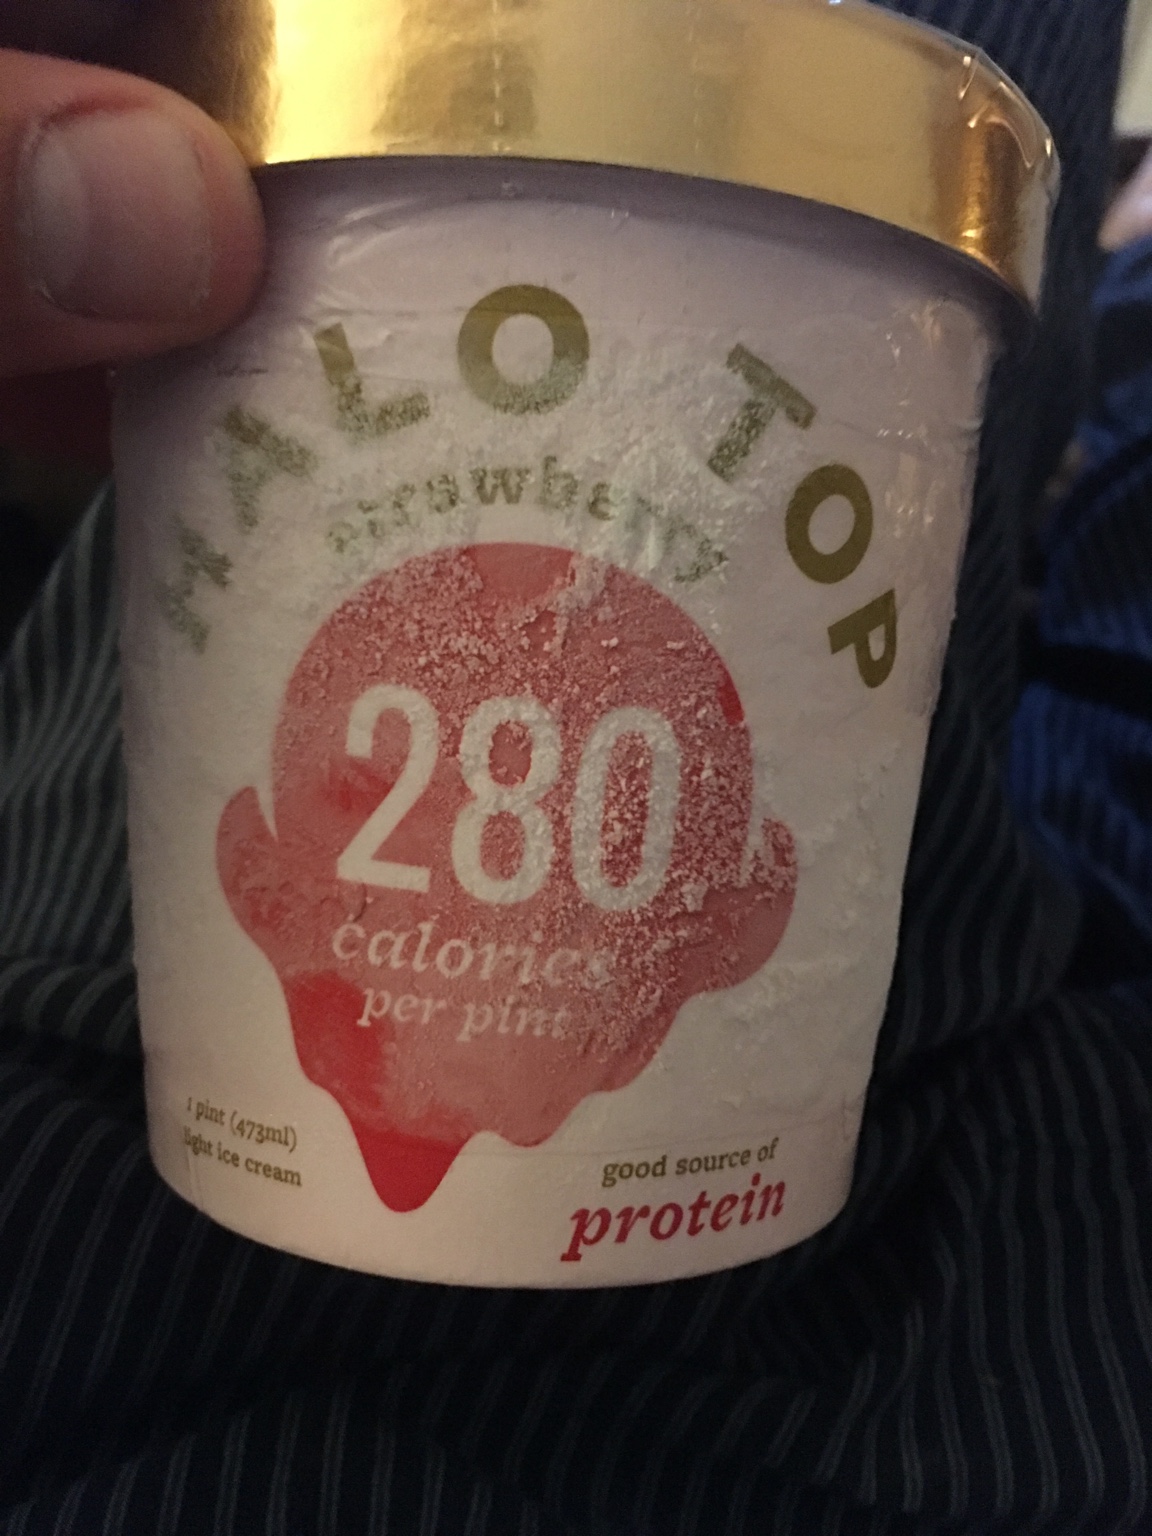 HALO TOP
strawberry
280
calories
per pint
1 pint (473ml)
light ice cream
good source of
protein